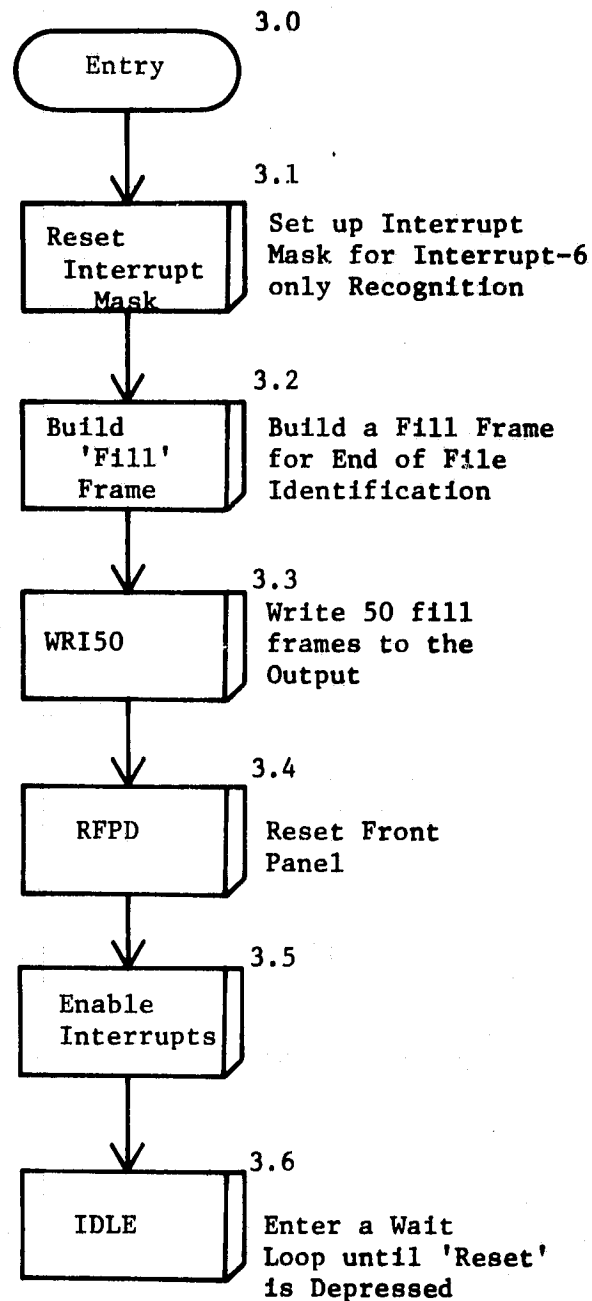 3.0
Entry
3.1
Reset
Interrupt
Mask
Set up Interrupt
Mask for Interrupt-6
only Recognition
3.2
Build
'Fill'
Frame
Build a Fill Frame
for End of File
Identification
3.3
WRI50
Write 50 fill
frames to the
Output
3.4
RFPD
Reset Front
Panel
3.5
Enable
Interrupts
3.6
IDLE
Enter a Wait
Loop until 'Reset'
is Depressed